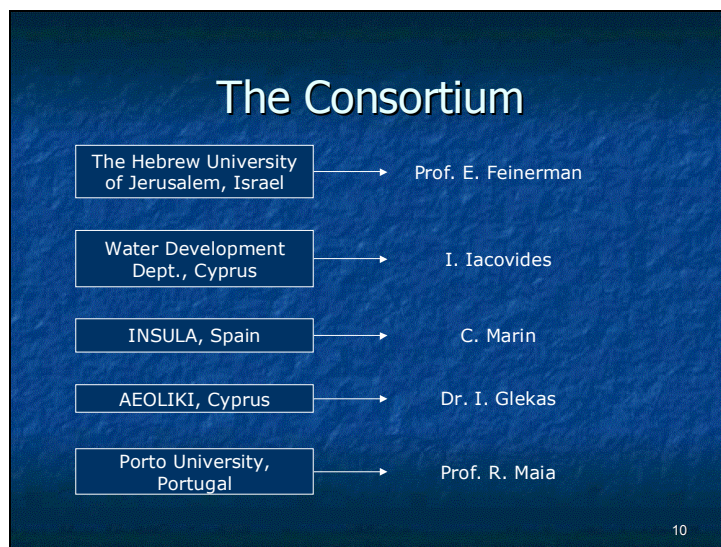 The Consortium
The Hebrew University
of Jerusalem, Israel
Prof. E. Feinerman
Water Development
Dept., Cyprus
I. Iacovides
INSULA, Spain
C. Marin
AEOLIKI, Cyprus
Dr. I. Glekas
Porto University,
Portugal
Prof. R. Maia
10